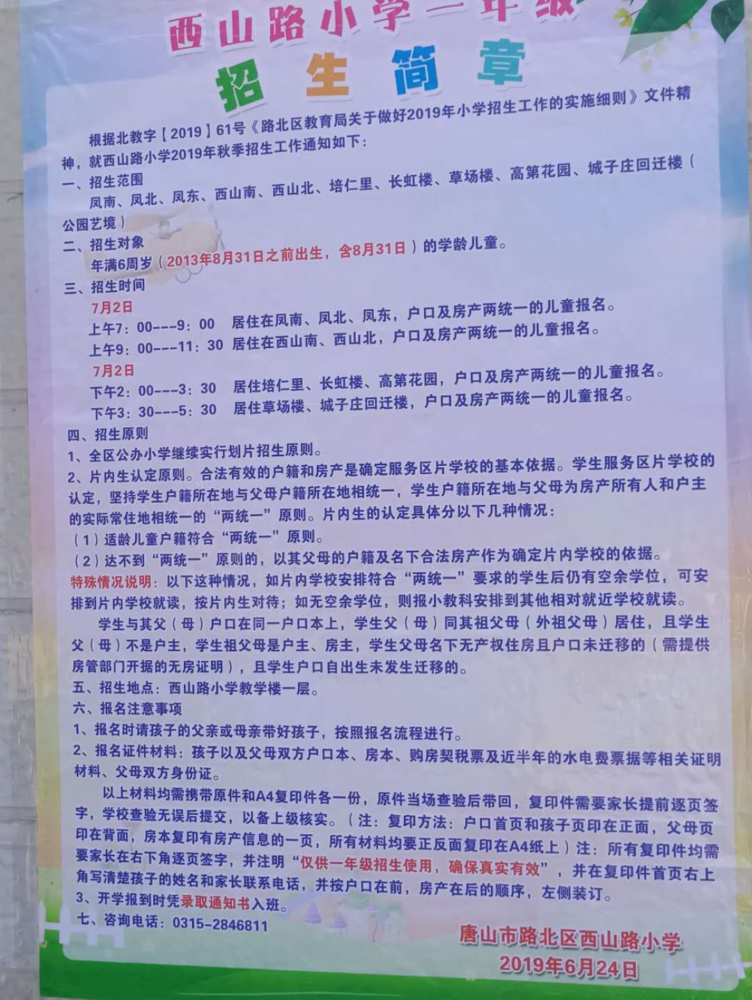 西山路小学一年级
招生简章
根据北教字【2019】61号《路北区教育局关于做好2019年小学招生工作的实施细则》文件精
神，就西山路小学2019年秋季招生工作通知如下：
一、招生范围
凤南、凤北、凤东、西山南、西山北、培仁里、长虹楼、草场楼、高第花园、城子庄回迁楼（
公园艺境）
二、招生对象
年满6周岁（2013年8月31日之前出生，含8月31日）的学龄儿童。
三、招生时间
7月2日
上午7：00---9：00 居住在凤南、凤北、凤东，户口及房产两统一的儿童报名。
上午9：00---11：30 居住在西山南、西山北，户口及房产两统一的儿童报名。
7月2日
下午2：00---3：30 居住培仁里、长虹楼、高第花园，户口及房产两统一的儿童报名。
下午3：30---5：30 居住草场楼、城子庄回迁楼，户口及房产两统一的儿童报名。
四、招生原则
1、全区公办小学继续实行划片招生原则。
2、片内生认定原则。合法有效的户籍和房产是确定服务区片学校的基本依据。学生服务区片学校的
认定，坚持学生户籍所在地与父母户籍所在地相统一，学生户籍所在地与父母为房产所有人和户主
的实际常住地相统一的“两统一”原则。片内生的认定具体分以下几种情况：
（1）适龄儿童户籍符合“两统一”原则。
（2）达不到“两统一”原则的，以其父母的户籍及名下合法房产作为确定片内学校的依据。
特殊情况说明：以下这种情况，如片内学校安排符合“两统一”要求的学生后仍有空余学位，可安
排到片内学校就读，按片内生对待；如无空余学位，则报小教科安排到其他相对就近学校就读。
学生与其父（母）户口在同一户口本上，学生父（母）同其祖父母（外祖父母）居住，且学生
父（母）不是户主，学生祖父母是户主、房主，学生父母名下无产权住房且户口未迁移的（需提供
房管部门开据的无房证明），且学生户口自出生未发生迁移的。
五、招生地点：西山路小学教学楼一层。
六、报名注意事项
1、报名时请孩子的父亲或母亲带好孩子，按照报名流程进行。
2、报名证件材料：孩子以及父母双方户口本、房本、购房契税票及近半年的水电费票据等相关证明
材料、父母双方身份证。
以上材料均需携带原件和A4复印件各一份，原件当场查验后带回，复印件需要家长提前逐页签
字，学校查验无误后提交，以备上级核实。（注：复印方法：户口首页和孩子页印在正面，父母页
印在背面，房本复印有房产信息的一页，所有材料均要正反面复印在A4纸上）注：所有复印件均需
要家长在右下角逐页签字，并注明“仅供一年级招生使用，确保真实有效”，并在复印件首页右上
角写清楚孩子的姓名和家长联系电话，并按户口在前，房产在后的顺序，左侧装订。
3、开学报到时凭录取通知书入班。
七、咨询电话：0315-2846811
唐山市路北区西山路小学
2019年6月24日